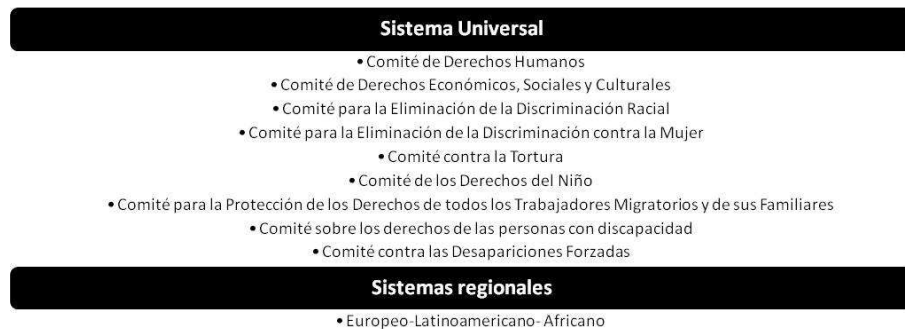 Sistema Universal
• Comité de Derechos Humanos
• Comité de Derechos Económicos, Sociales y Culturales
• Comité para la Eliminación de la Discriminación Racial
• Comité para la Eliminación de la Discriminación contra la Mujer
• Comité contra la Tortura
• Comité de los Derechos del Niño
• Comité para la Protección de los Derechos de todos los Trabajadores Migratorios y de sus Familiares
• Comité sobre los derechos de las personas con discapacidad
• Comité contra las Desapariciones Forzadas
Sistemas regionales
• Europeo-Latinoamericano- Africano